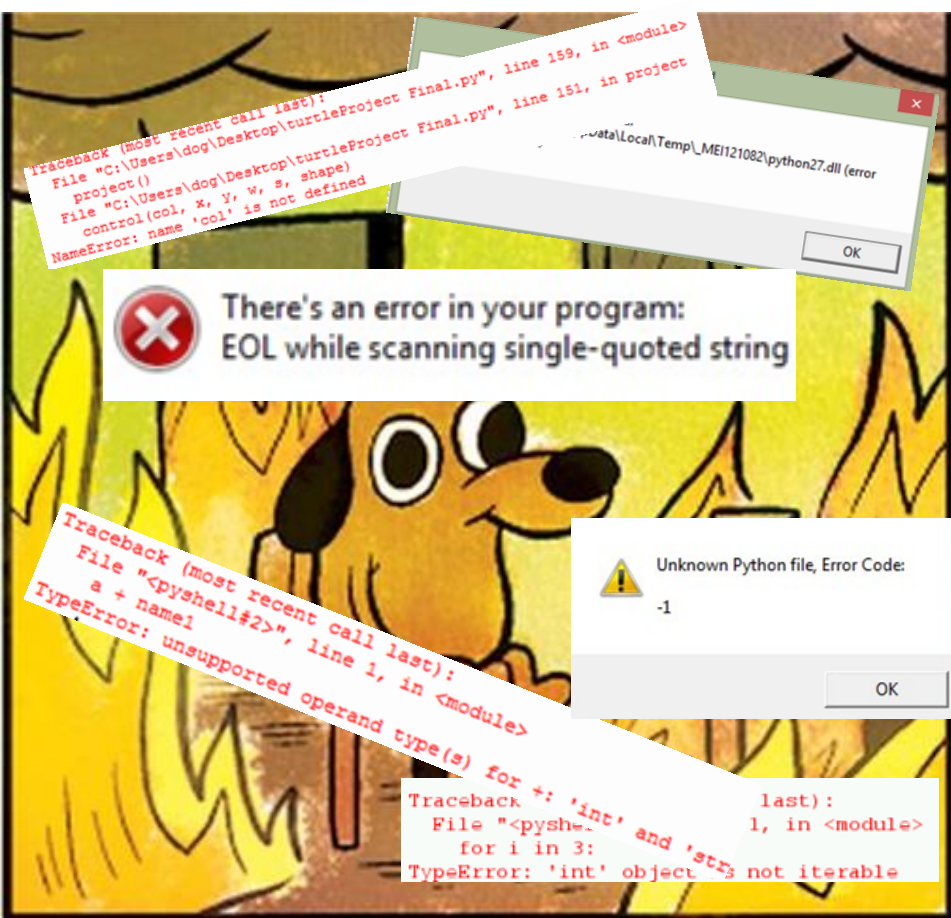 Traceback (most recent call last):
File "C:\Users\dog\Desktop\turtleProject Final.py", line 159, in <module>
project()
File "C:\Users\dog\Desktop\turtleProject Final.py", line 151, in project
control(col, x, y, w, s, shape)
NameError: name 'col' is not defined
Data\Local\Temp\_MEI121082\python27.dll (error
OK
There's an error in your program:
EOL while scanning single-quoted string
Traceback (most recent call last):
File "<pyshell#2>", line 1, in <module>
a + name1
TypeError: unsupported operand type(s) for +: 'int' and 'str
Unknown Python file, Error Code:
-1
OK
Traceback last):
File "<pyshe 1, in <module>
for i in 3:
TypeError: 'int' object not iterable